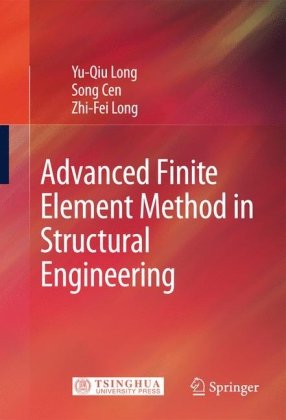 Yu-Qiu Long
Song Cen
Zhi-Fei Long
Advanced Finite
Element Method in
Structural
Engineering
TSINGHUA
UNIVERSITY PRESS
Springer